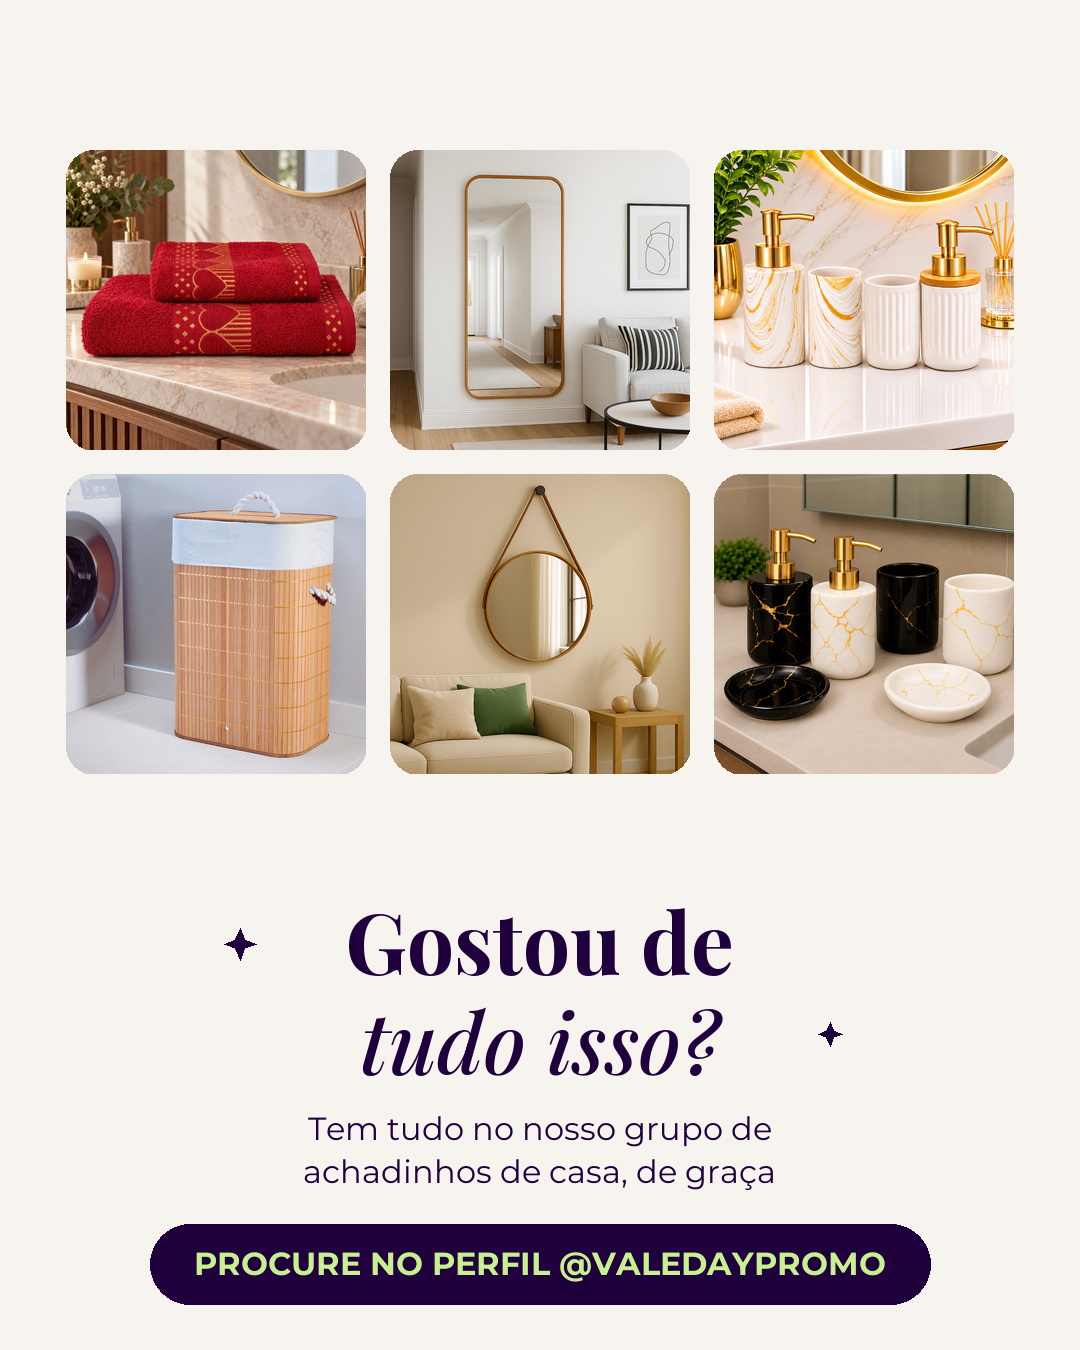 Gostou de
tudo isso?
Tem tudo no nosso grupo de
achadinhos de casa, de graça
PROCURE NO PERFIL @VALEDAYPROMO